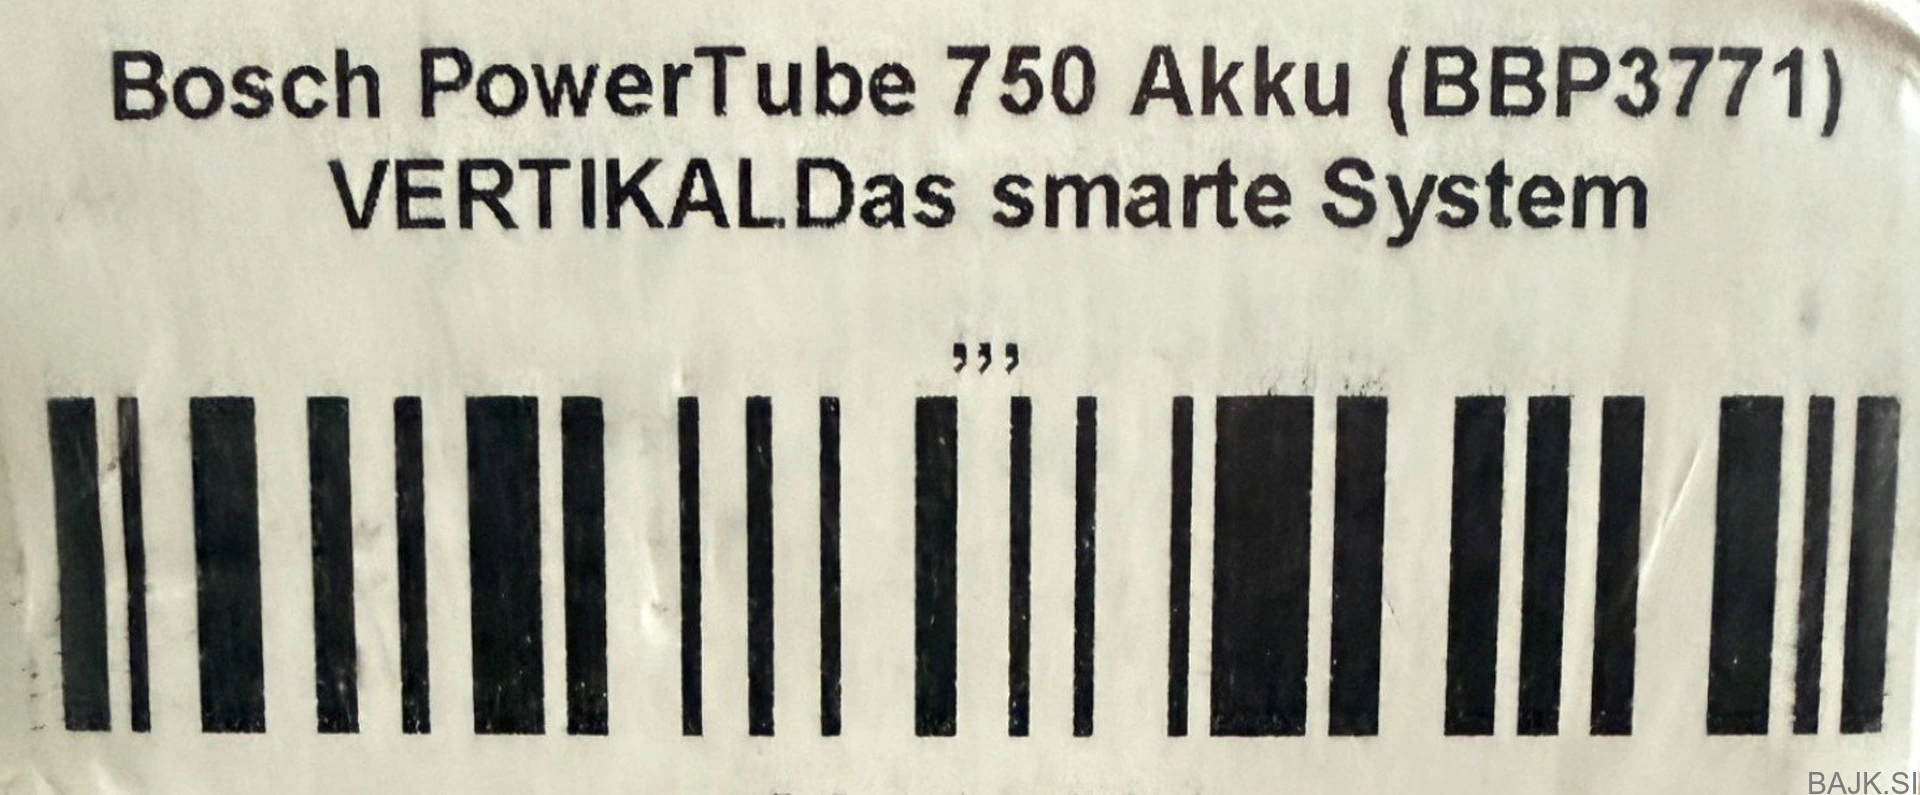 Bosch PowerTube 750 Akku (BBP3771)
VERTIKALDas smarte System
,,,
BAJK.SI